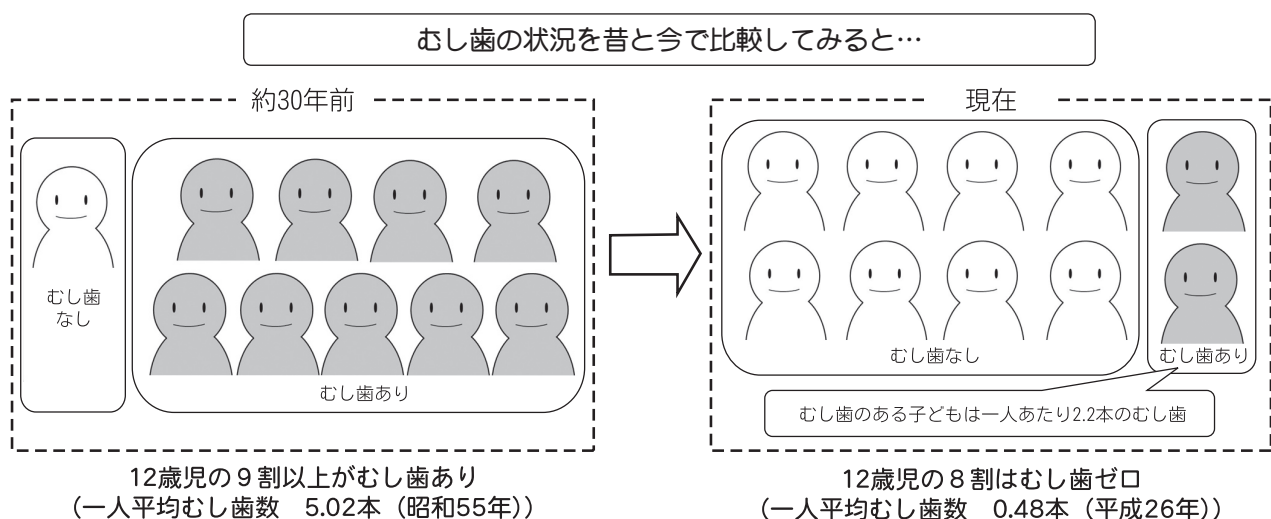 むし歯の状況を昔と今で比較してみると…
約30年前
むし歯
なし
むし歯あり
12歳児の９割以上がむし歯あり
（一人平均むし歯数　5.02本（昭和55年））
現在
むし歯なし
むし歯あり
むし歯のある子どもは一人あたり2.2本のむし歯
12歳児の８割はむし歯ゼロ
（一人平均むし歯数　0.48本（平成26年））